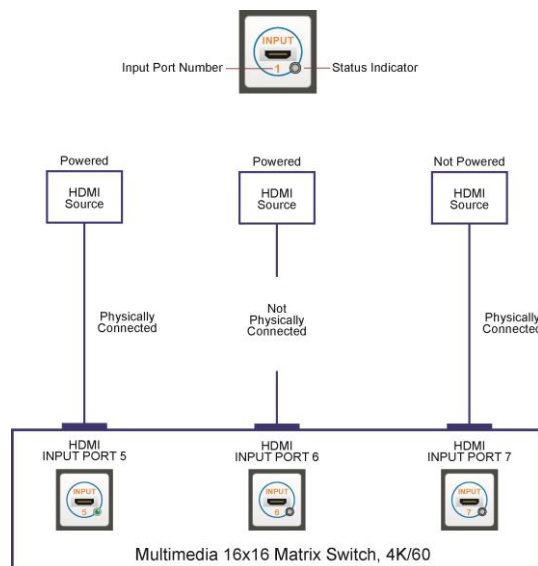 INPUT
Input Port Number
1
Status Indicator
Powered
Powered
Not Powered
HDMI
Source
HDMI
Source
HDMI
Source
Physically
Connected
Not
Physically
Connected
Physically
Connected
HDMI
INPUT PORT 5
HDMI
INPUT PORT 6
HDMI
INPUT PORT 7
INPUT
5
INPUT
6
INPUT
7
Multimedia 16x16 Matrix Switch, 4K/60